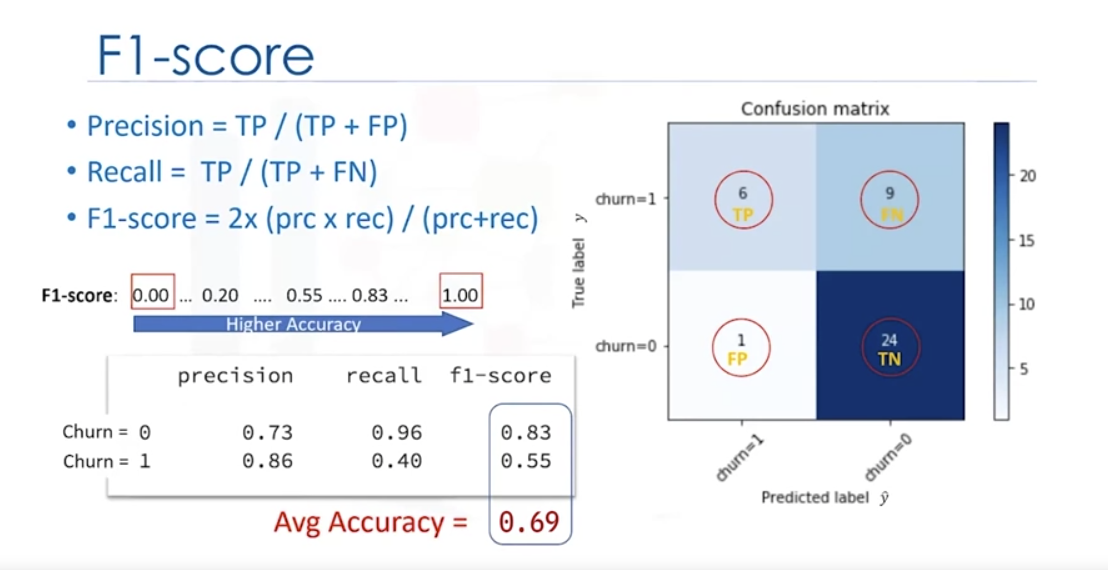 F1-score
• Precision = TP / (TP + FP)
• Recall = TP / (TP + FN)
• F1-score = 2x (prc x rec) / (prc+rec)
F1-score: 0.00 ... 0.20 .... 0.55 .... 0.83 ... 1.00
Higher Accuracy
precision recall f1-score
Churn = 0 0.73 0.96 0.83
Churn = 1 0.86 0.40 0.55
Avg Accuracy = 0.69
Confusion matrix
True label y
churn=1
6
TP
9
FN
churn=0
1
FP
24
TN
churn=1
churn=0
Predicted label ŷ
20
15
10
5